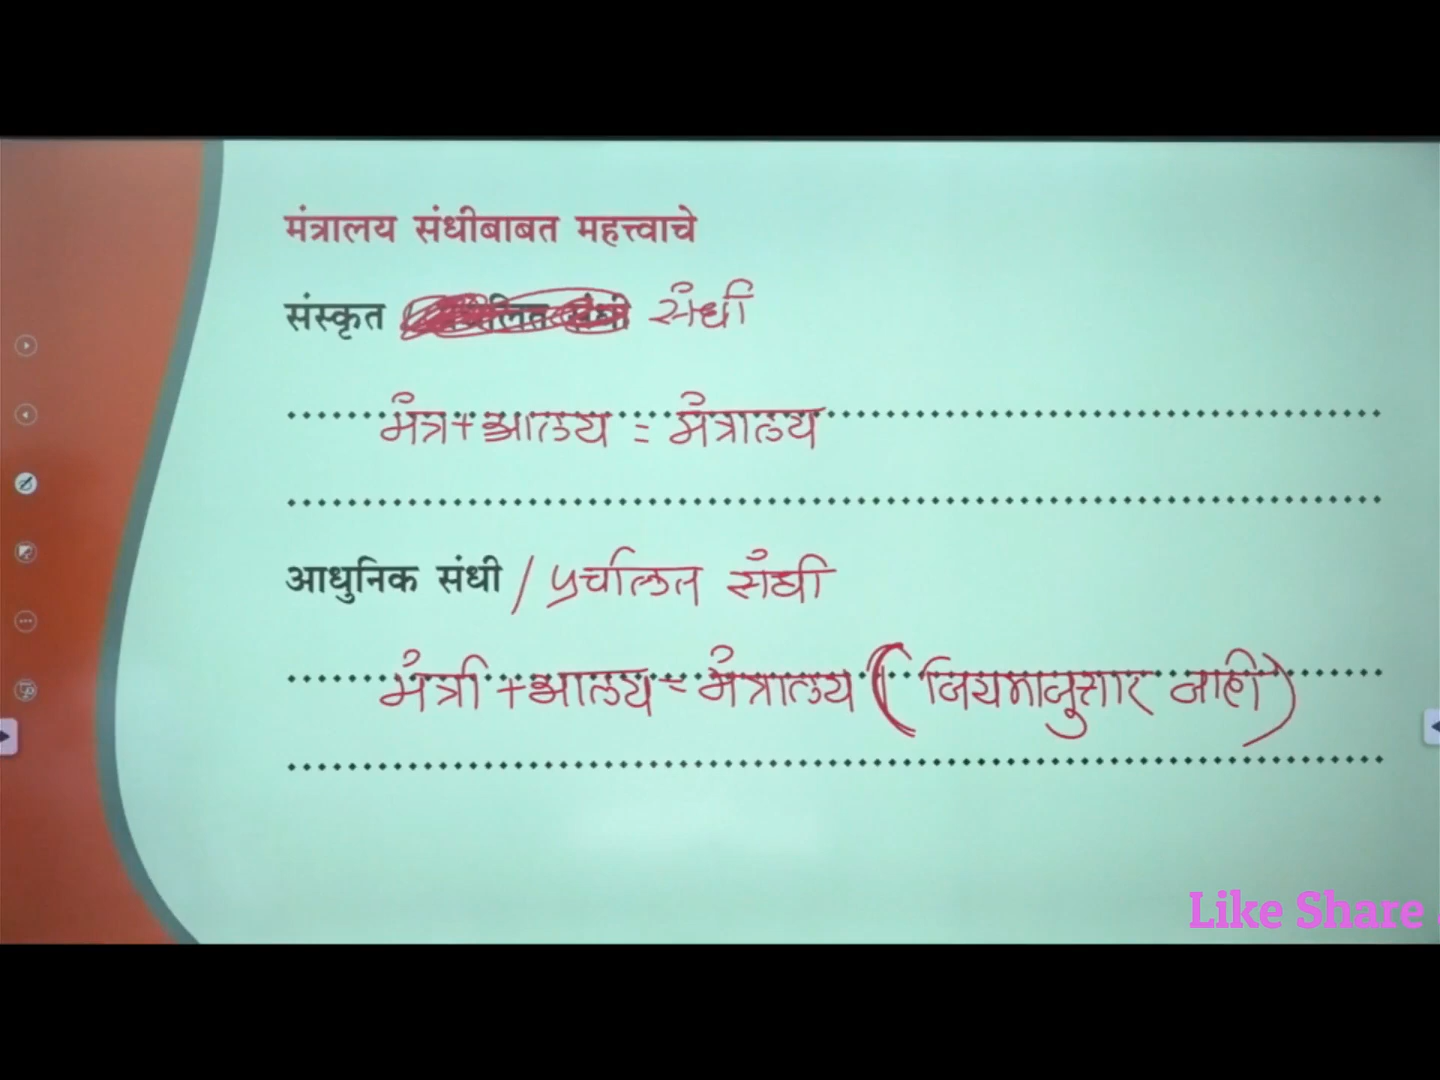 मंत्रालय संधीबाबत महत्त्वाचे
संस्कृत संधी
मंत्र+आलय = मंत्रालय
आधुनिक संधी / प्रचलित संधी
मंत्री +आलय = मंत्रालय ( नियमानुसार नाही )
Like Share